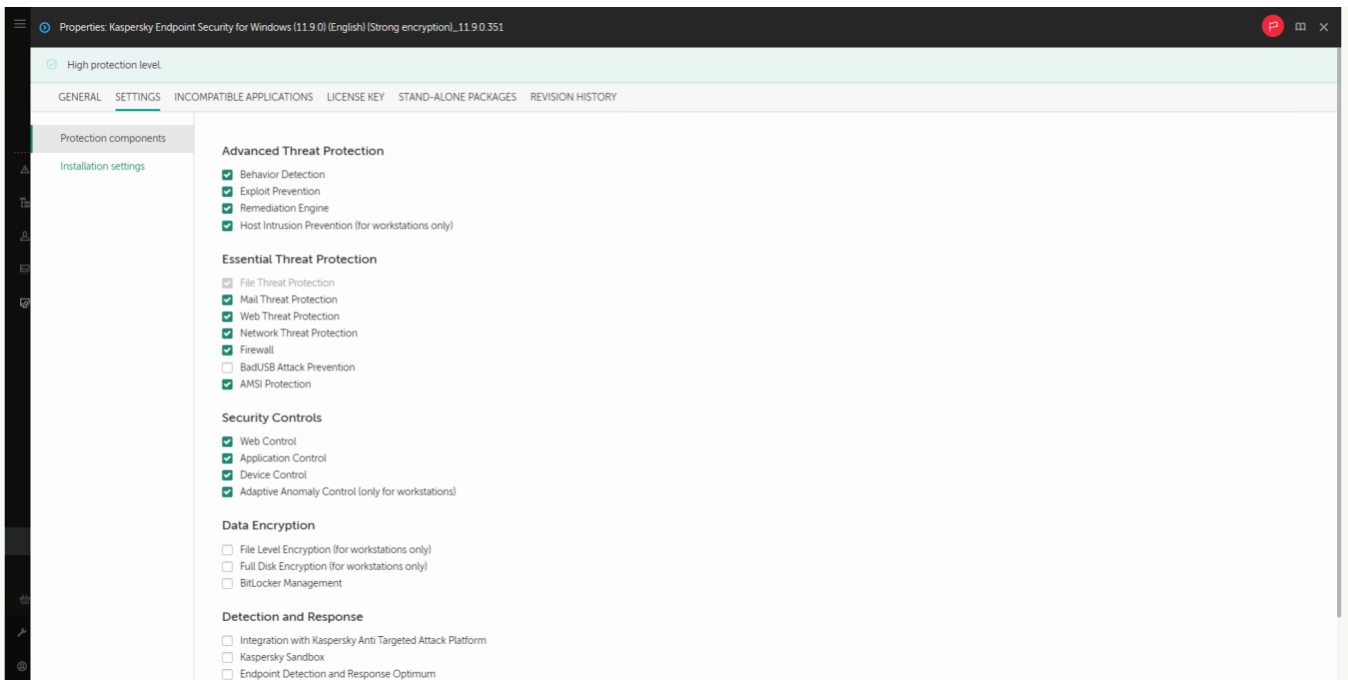 Properties: Kaspersky Endpoint Security for Windows (11.9.0) (English) (Strong encryption)_11.9.0.351
High protection level.
GENERAL SETTINGS INCOMPATIBLE APPLICATIONS LICENSE KEY STAND-ALONE PACKAGES REVISION HISTORY
Protection components
Installation settings
Advanced Threat Protection
Behavior Detection
Exploit Prevention
Remediation Engine
Host Intrusion Prevention (for workstations only)
Essential Threat Protection
File Threat Protection
Mail Threat Protection
Web Threat Protection
Network Threat Protection
Firewall
BadUSB Attack Prevention
AMSI Protection
Security Controls
Web Control
Application Control
Device Control
Adaptive Anomaly Control (only for workstations)
Data Encryption
File Level Encryption (for workstations only)
Full Disk Encryption (for workstations only)
BitLocker Management
Detection and Response
Integration with Kaspersky Anti Targeted Attack Platform
Kaspersky Sandbox
Endpoint Detection and Response Optimum